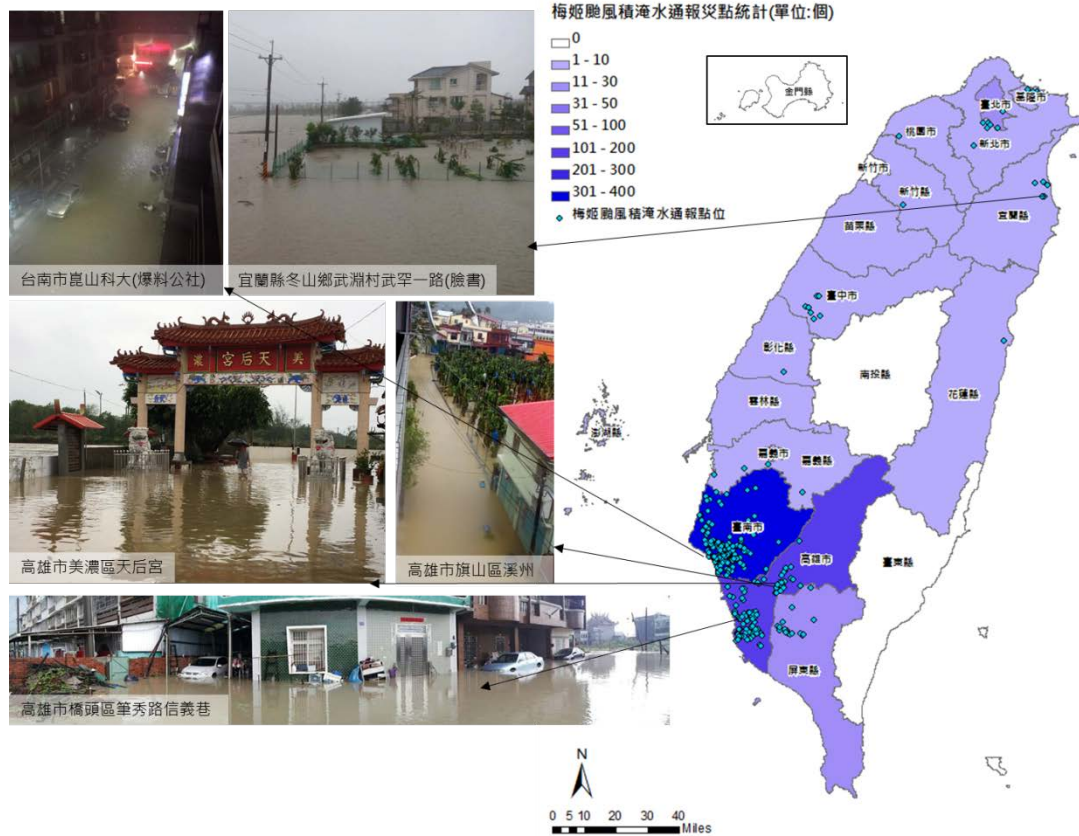 梅姬颱風積淹水通報災點統計(單位:個)
0
1 - 10
11 - 30
31 - 50
51 - 100
101 - 200
201 - 300
301 - 400
梅姬颱風積淹水通報點位
金門縣
臺北市
基隆市
桃園市
新北市
新竹市
新竹縣
宜蘭縣
苗栗縣
臺中市
彰化縣
南投縣
花蓮縣
雲林縣
澎湖縣
嘉義市
嘉義縣
臺南市
高雄市
臺東縣
屏東縣
台南市崑山科大(爆料公社)
宜蘭縣冬山鄉武淵村武罕一路(臉書)
美 天后宮 濃
高雄市美濃區天后宮
高雄市旗山區溪州
高雄市橋頭區筆秀路信義巷
N
0 5 10 20 30 40
Miles